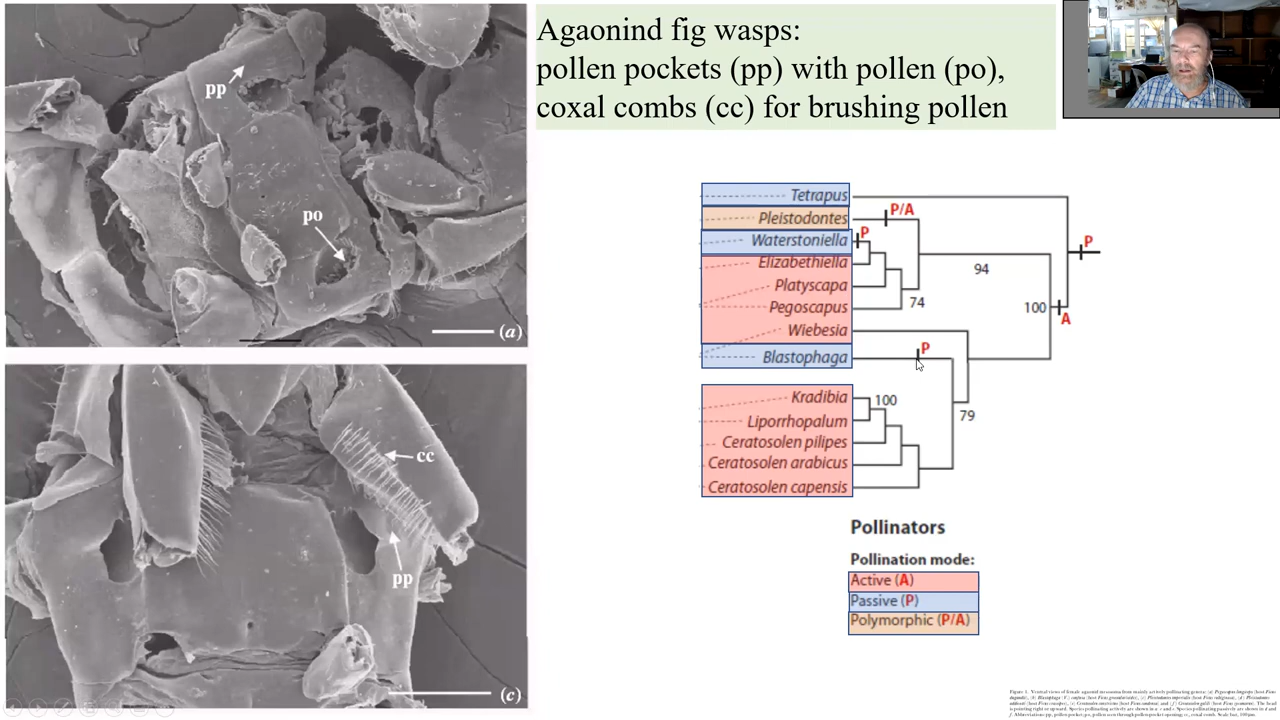 Agaonind fig wasps:
pollen pockets (pp) with pollen (po),
coxal combs (cc) for brushing pollen
pp
po
(a)
cc
pp
(c)
Tetrapus
Pleistodontes
Waterstoniella
Elizabethiella
Platyscapa
Pegoscapus
Wiebesia
Blastophaga
Kradibia
Liporrhopalum
Ceratosolen pilipes
Ceratosolen arabicus
Ceratosolen capensis
P/A
P
P
94
74
100
A
P
100
79
Pollinators
Pollination mode:
Active (A)
Passive (P)
Polymorphic (P/A)